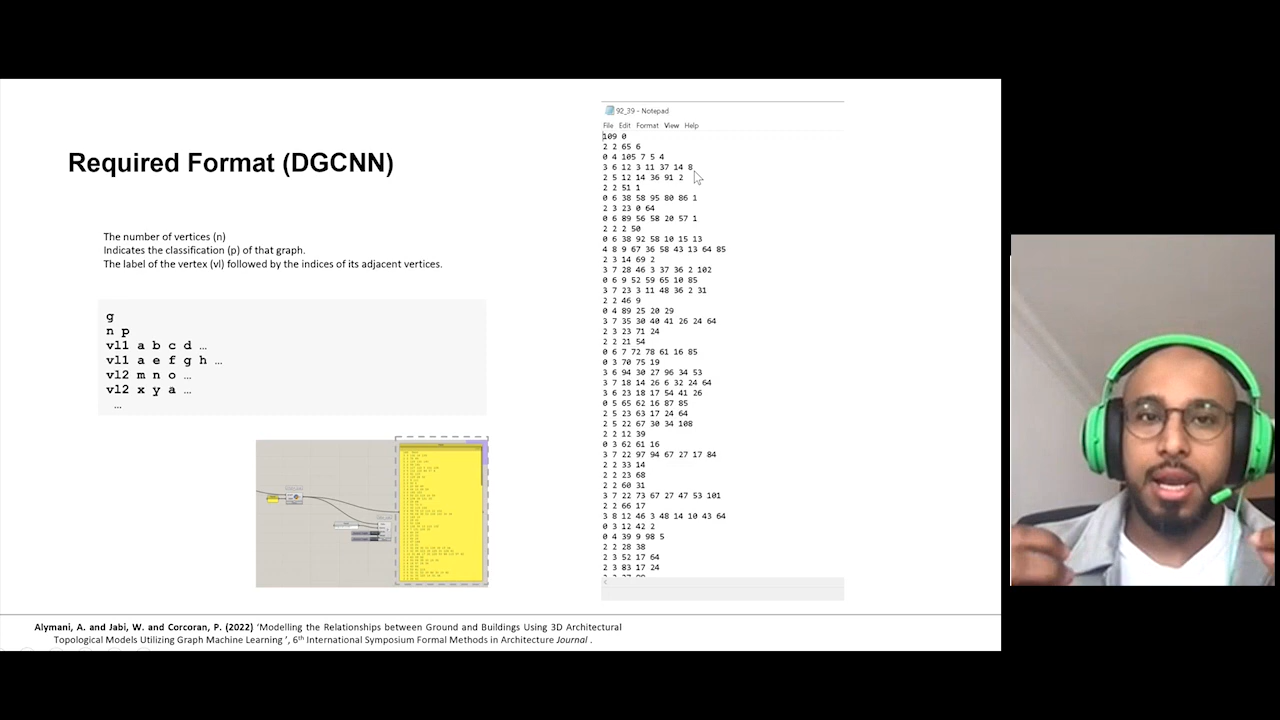 Required Format (DGCNN)
The number of vertices (n)
Indicates the classification (p) of that graph.
The label of the vertex (vl) followed by the indices of its adjacent vertices.
g
n p
vl1 a b c d …
vl1 a e f g h …
vl2 m n o …
vl2 x y a …
…
92_39 - Notepad
File Edit Format View Help
109 0
2 2 65 6
0 4 105 7 5 4
3 6 12 3 11 37 14 8
2 5 12 14 36 91 2
2 2 51 1
0 6 38 58 95 80 86 1
2 3 23 0 64
0 6 89 56 58 20 57 1
2 2 2 50
0 6 38 92 58 10 15 13
4 8 9 67 36 58 43 13 64 85
2 3 14 69 2
3 7 28 46 3 37 36 2 102
0 6 9 52 59 65 10 85
3 7 23 3 11 48 36 2 31
2 2 46 9
0 4 89 25 20 29
3 7 35 30 40 41 26 24 64
2 3 23 71 24
2 2 21 54
0 6 7 72 78 61 16 85
0 3 70 75 19
3 6 94 30 27 96 34 53
3 7 18 14 26 6 32 24 64
3 6 23 18 17 54 41 26
0 5 65 62 16 87 85
2 5 23 63 17 24 64
2 5 22 67 30 34 108
2 2 12 39
0 3 62 61 16
3 7 22 97 94 67 27 17 84
2 2 33 14
2 2 23 68
2 2 60 31
3 7 22 73 67 27 47 53 101
2 2 66 17
3 8 12 46 3 48 14 10 43 64
0 3 12 42 2
0 4 39 9 98 5
2 2 28 38
2 3 52 17 64
2 3 83 17 24
Alymani, A. and Jabi, W. and Corcoran, P. (2022) ‘Modelling the Relationships between Ground and Buildings Using 3D Architectural
Topological Models Utilizing Graph Machine Learning ’, 6th International Symposium Formal Methods in Architecture Journal .